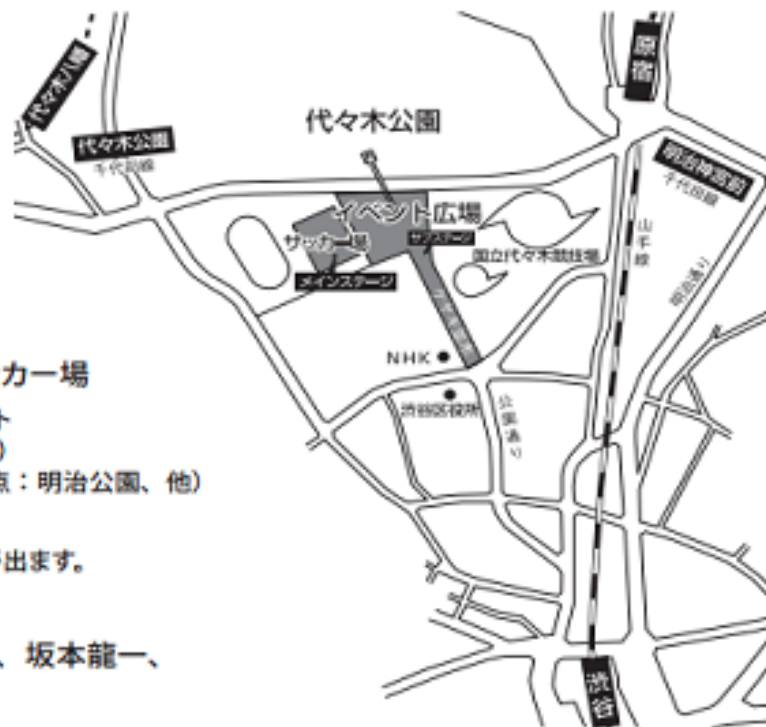 原宿
代々木八幡
代々木公園
千代田線
代々木公園
明治神宮前
千代田線
イベント広場
サッカー場
サブステージ
国立代々木競技場
メインステージ
山手線
明治通り
NHK
渋谷区役所
公園通り
カー場
ト
)
点:明治公園、他)
出ます。
、坂本龍一、
渋谷